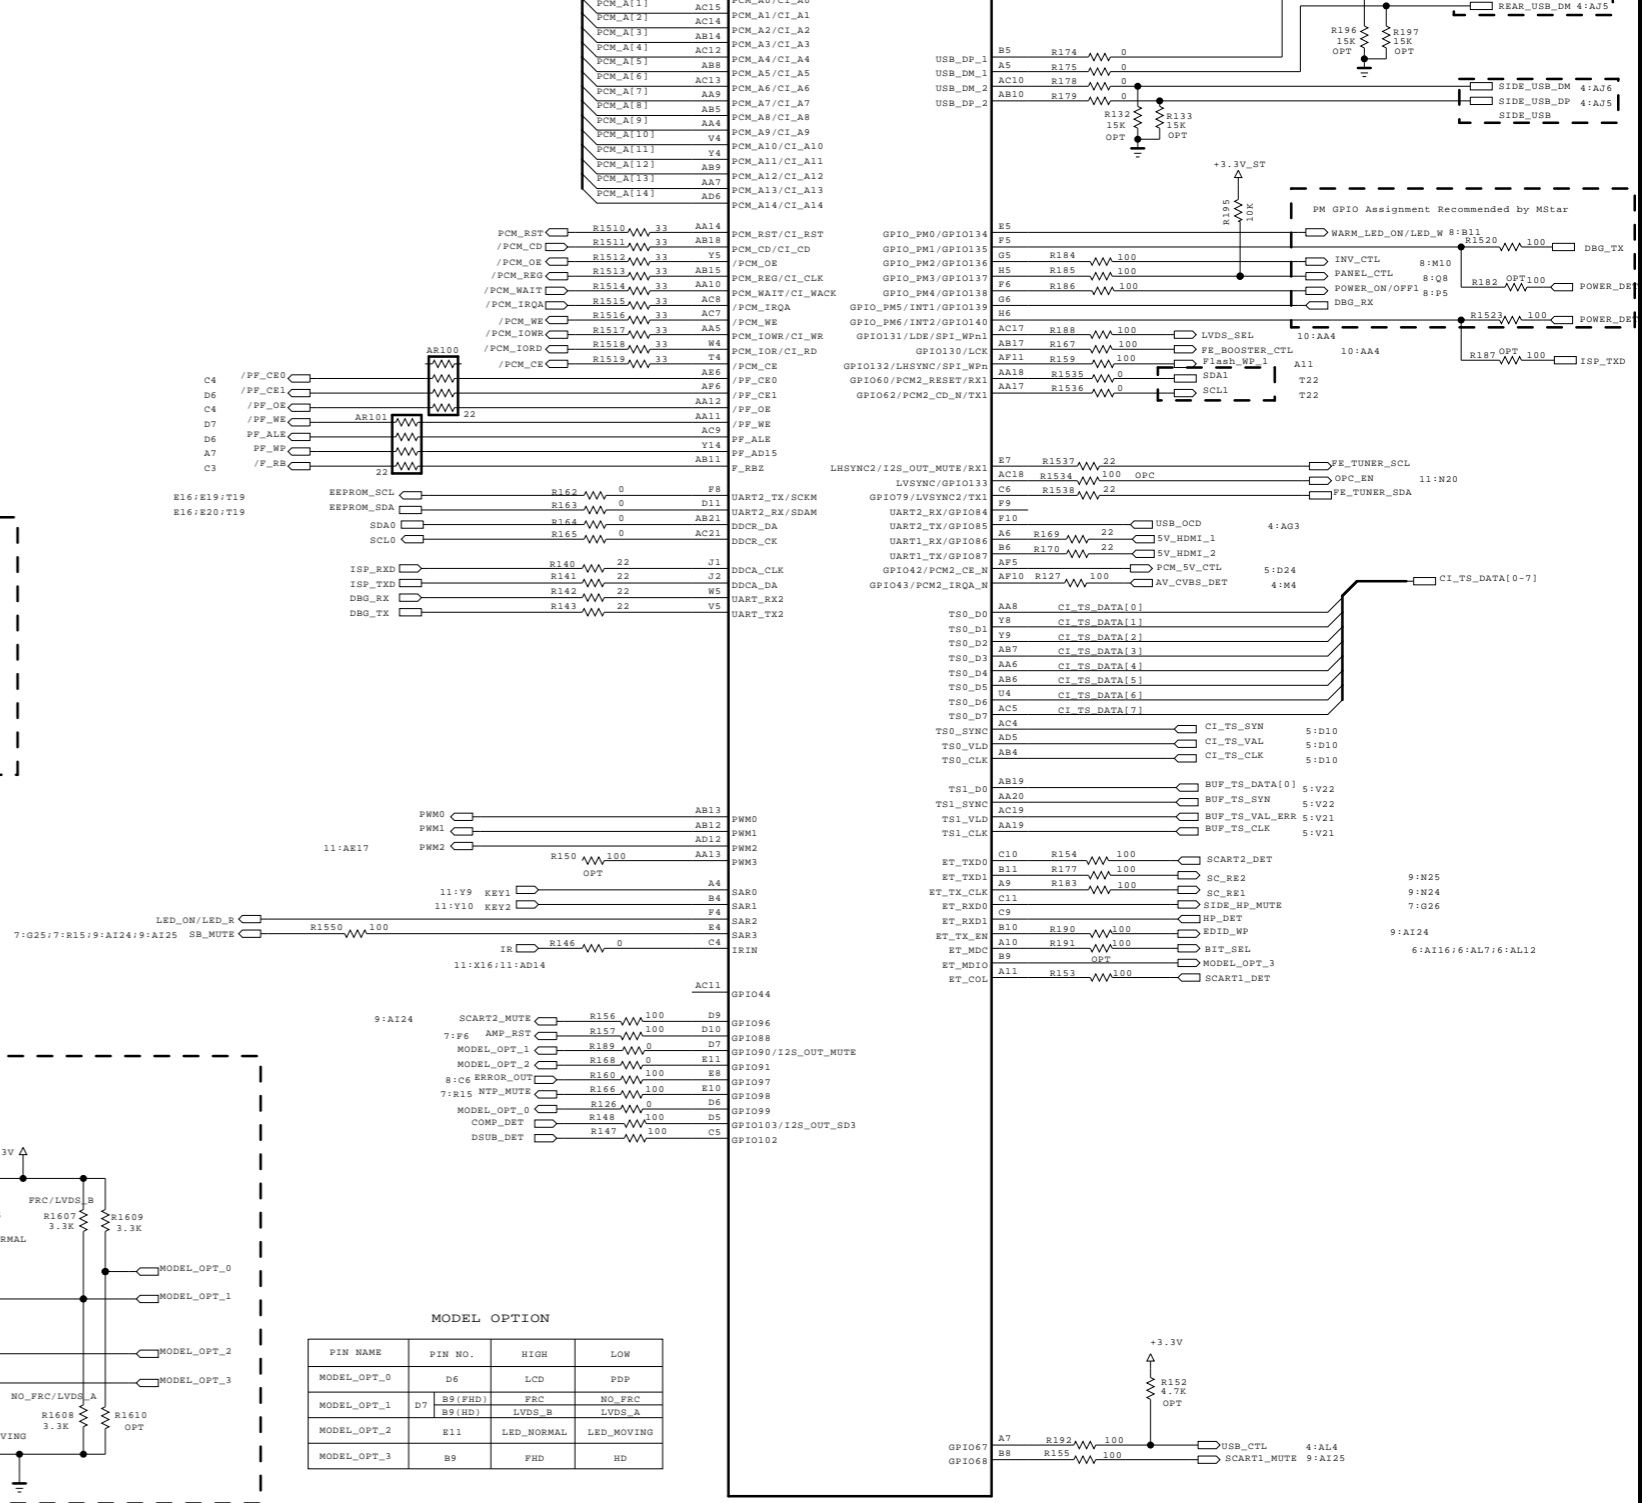 PCM_A[1] AC15 PCM_A1/CI_A1
PCM_A[2] AC14 PCM_A2/CI_A2
PCM_A[3] AB14 PCM_A3/CI_A3
PCM_A[4] AC12 PCM_A4/CI_A4
PCM_A[5] AB8 PCM_A5/CI_A5
PCM_A[6] AC13 PCM_A6/CI_A6
PCM_A[7] AA9 PCM_A7/CI_A7
PCM_A[8] AB5 PCM_A8/CI_A8
PCM_A[9] AA4 PCM_A9/CI_A9
PCM_A[10] V4 PCM_A10/CI_A10
PCM_A[11] Y4 PCM_A11/CI_A11
PCM_A[12] AB9 PCM_A12/CI_A12
PCM_A[13] AA7 PCM_A13/CI_A13
PCM_A[14] AD6 PCM_A14/CI_A14
REAR_USB_DM 4:AJ5
R196 15K OPT
R197 15K OPT
USB_DP_1 B5 R174 0
USB_DM_1 A5 R175 0
USB_DM_2 AC10 R178 0 SIDE_USB_DM 4:AJ6
USB_DP_2 AB10 R179 0 SIDE_USB_DP 4:AJ5
SIDE_USB
R132 15K OPT
R133 15K OPT
+3.3V_ST
R195 10K
PM GPIO Assignment Recommended by MStar
PCM_RST R1510 33 AA14 PCM_RST/CI_RST
/PCM_CD R1511 33 AB18 PCM_CD/CI_CD
/PCM_OE R1512 33 Y5 /PCM_OE
/PCM_REG R1513 33 AB15 PCM_REG/CI_CLK
/PCM_WAIT R1514 33 AA10 PCM_WAIT/CI_WACK
/PCM_IRQA R1515 33 AC8 /PCM_IRQA
/PCM_WE R1516 33 AC7 /PCM_WE
/PCM_IOWR R1517 33 AA5 PCM_IOWR/CI_WR
/PCM_IORD R1518 33 W4 PCM_IOR/CI_RD
/PCM_CE R1519 33 T4 /PCM_CE
AR100
C4 /PF_CE0 AE6 /PF_CE0
D6 /PF_CE1 AF6 /PF_CE1
C4 /PF_OE 22 AA12 /PF_OE
D7 /PF_WE AR101 AA11 /PF_WE
D6 PF_ALE AC9 PF_ALE
A7 PF_WP Y14 PF_AD15
C3 /F_RB 22 AB11 F_RBZ
GPIO_PM0/GPIO134 E5 WARM_LED_ON/LED_W 8:B11
GPIO_PM1/GPIO135 F5 R1520 100 DBG_TX
GPIO_PM2/GPIO136 G5 R184 100 INV_CTL 8:M10
GPIO_PM3/GPIO137 H5 R185 100 PANEL_CTL 8:Q8
GPIO_PM4/GPIO138 F6 R186 100 POWER_ON/OFF1 8:P5
R182 OPT 100
GPIO_PM5/INT1/GPIO139 G6 DBG_RX
GPIO_PM6/INT2/GPIO140 H6 R1523 100
GPIO131/LDE/SPI_WPn1 AC17 R188 100 LVDS_SEL 10:AA4
GPIO130/LCK AB17 R167 100 FE_BOOSTER_CTL 10:AA4
GPIO132/LHSYNC/SPI_WPn AF11 R159 100 Flash_WP_1 A11
R187 OPT 100 ISP_TXD
GPIO60/PCM2_RESET/RX1 AA18 R1535 0 SDA1 T22
GPIO62/PCM2_CD_N/TX1 AA17 R1536 0 SCL1 T22
LHSYNC2/I2S_OUT_MUTE/RX1 E7 R1537 22 FE_TUNER_SCL
LVSYNC/GPIO133 AC18 R1534 100 OPC OPC_EN 11:N20
GPIO79/LVSYNC2/TX1 C6 R1538 22 FE_TUNER_SDA
UART2_RX/GPIO84 F9
UART2_TX/GPIO85 F10 USB_OCD 4:AG3
UART1_RX/GPIO86 A6 R169 22 5V_HDMI_1
UART1_TX/GPIO87 B6 R170 22 5V_HDMI_2
GPIO42/PCM2_CE_N AF5 PCM_5V_CTL 5:D24
GPIO43/PCM2_IRQA_N AF10 R127 100 AV_CVBS_DET 4:M4
E16;E19;T19 EEPROM_SCL R162 0 F8 UART2_TX/SCKM
E16;E20;T19 EEPROM_SDA R163 0 D11 UART2_RX/SDAM
SDA0 R164 0 AB21 DDCR_DA
SCL0 R165 0 AC21 DDCR_CK
ISP_RXD R140 22 J1 DDCA_CLK
ISP_TXD R141 22 J2 DDCA_DA
DBG_RX R142 22 W5 UART_RX2
DBG_TX R143 22 V5 UART_TX2
CI_TS_DATA[0-7]
TS0_D0 AA8 CI_TS_DATA[0]
TS0_D1 Y8 CI_TS_DATA[1]
TS0_D2 Y9 CI_TS_DATA[2]
TS0_D3 AB7 CI_TS_DATA[3]
TS0_D4 AA6 CI_TS_DATA[4]
TS0_D5 AB6 CI_TS_DATA[5]
TS0_D6 U4 CI_TS_DATA[6]
TS0_D7 AC5 CI_TS_DATA[7]
TS0_SYNC AC4 CI_TS_SYN 5:D10
TS0_VLD AD5 CI_TS_VAL 5:D10
TS0_CLK AB4 CI_TS_CLK 5:D10
TS1_D0 AB19 BUF_TS_DATA[0] 5:V22
TS1_SYNC AA20 BUF_TS_SYN 5:V22
TS1_VLD AC19 BUF_TS_VAL_ERR 5:V21
TS1_CLK AA19 BUF_TS_CLK 5:V21
PWM0 AB13 PWM0
PWM1 AB12 PWM1
11:AE17 PWM2 AD12 PWM2
R150 100 OPT AA13 PWM3
11:Y9 KEY1 A4 SAR0
11:Y10 KEY2 B4 SAR1
LED_ON/LED_R F4 SAR2
7:G25;7:R15;9:AI24;9:AI25 SB_MUTE R1550 100 E4 SAR3
IR R146 0 C4 IRIN
11:X16;11:AD14
ET_TXD0 C10 R154 100 SCART2_DET
ET_TXD1 B11 R177 100 SC_RE2 9:N25
ET_TX_CLK A9 R183 100 SC_RE1 9:N24
ET_RXD0 C11 SIDE_HP_MUTE 7:G26
ET_RXD1 C9 HP_DET
ET_TX_EN B10 R190 100 EDID_WP 9:AI24
ET_MDC A10 R191 100 OPT BIT_SEL 6:AI16;6:AL7;6:AL12
ET_MDIO B9 MODEL_OPT_3
ET_COL A11 R153 100 SCART1_DET
AC11 GPIO44
9:AI24 SCART2_MUTE R156 100 D9 GPIO96
7:F6 AMP_RST R157 100 D10 GPIO88
MODEL_OPT_1 R189 0 D7 GPIO90/I2S_OUT_MUTE
MODEL_OPT_2 R168 0 E11 GPIO91
8:C6 ERROR_OUT R160 100 E8 GPIO97
7:R15 NTP_MUTE R166 100 E10 GPIO98
MODEL_OPT_0 R126 0 D6 GPIO99
COMP_DET R148 100 D5 GPIO103/I2S_OUT_SD3
DSUB_DET R147 100 C5 GPIO102
3V
FRC/LVDS_B
R1607 3.3K
R1609 3.3K
RMAL
MODEL_OPT_0
MODEL_OPT_1
MODEL_OPT_2
MODEL_OPT_3
NO_FRC/LVDS_A
R1608 3.3K
R1610 OPT
VING
MODEL OPTION
PIN NAME PIN NO. HIGH LOW
MODEL_OPT_0 D6 LCD PDP
MODEL_OPT_1 D7 B9(FHD) FRC NO_FRC
B9(HD) LVDS_B LVDS_A
MODEL_OPT_2 E11 LED_NORMAL LED_MOVING
MODEL_OPT_3 B9 FHD HD
+3.3V
R152 4.7K OPT
GPIO67 A7 R192 100 USB_CTL 4:AL4
GPIO68 B8 R155 100 SCART1_MUTE 9:AI25